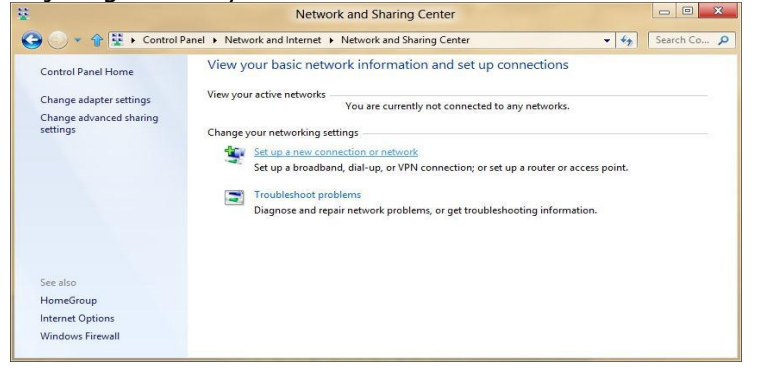 Network and Sharing Center
Control Panel ▸ Network and Internet ▸ Network and Sharing Center
Search Co...
Control Panel Home
Change adapter settings
Change advanced sharing
settings
View your basic network information and set up connections
View your active networks
You are currently not connected to any networks.
Change your networking settings
Set up a new connection or network
Set up a broadband, dial-up, or VPN connection; or set up a router or access point.
Troubleshoot problems
Diagnose and repair network problems, or get troubleshooting information.
See also
HomeGroup
Internet Options
Windows Firewall